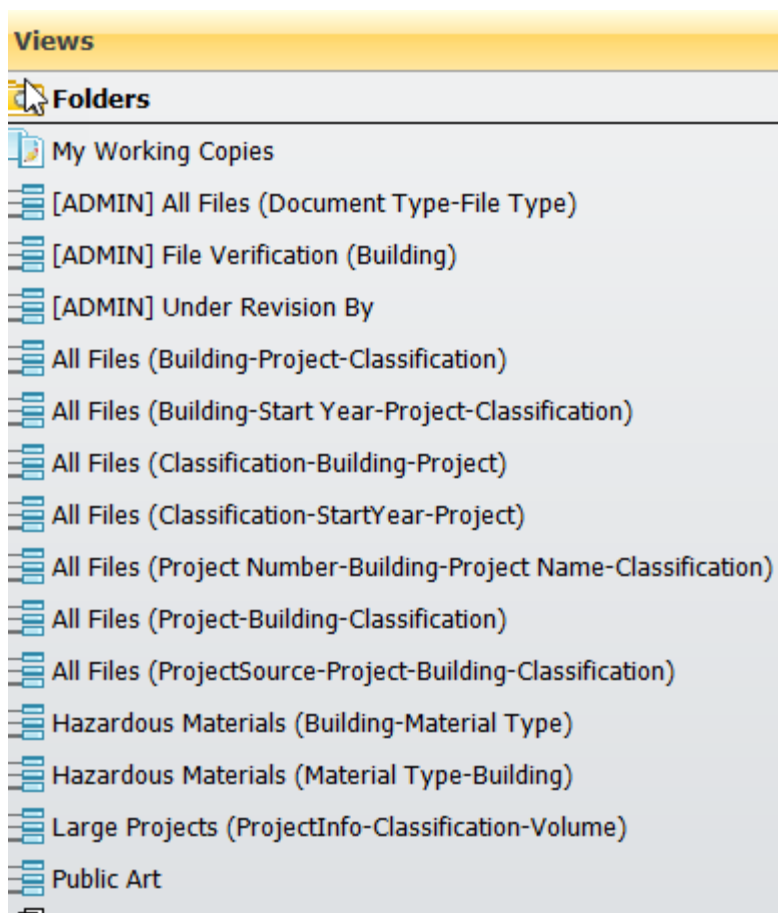 Views
Folders
My Working Copies
[ADMIN] All Files (Document Type-File Type)
[ADMIN] File Verification (Building)
[ADMIN] Under Revision By
All Files (Building-Project-Classification)
All Files (Building-Start Year-Project-Classification)
All Files (Classification-Building-Project)
All Files (Classification-StartYear-Project)
All Files (Project Number-Building-Project Name-Classification)
All Files (Project-Building-Classification)
All Files (ProjectSource-Project-Building-Classification)
Hazardous Materials (Building-Material Type)
Hazardous Materials (Material Type-Building)
Large Projects (ProjectInfo-Classification-Volume)
Public Art